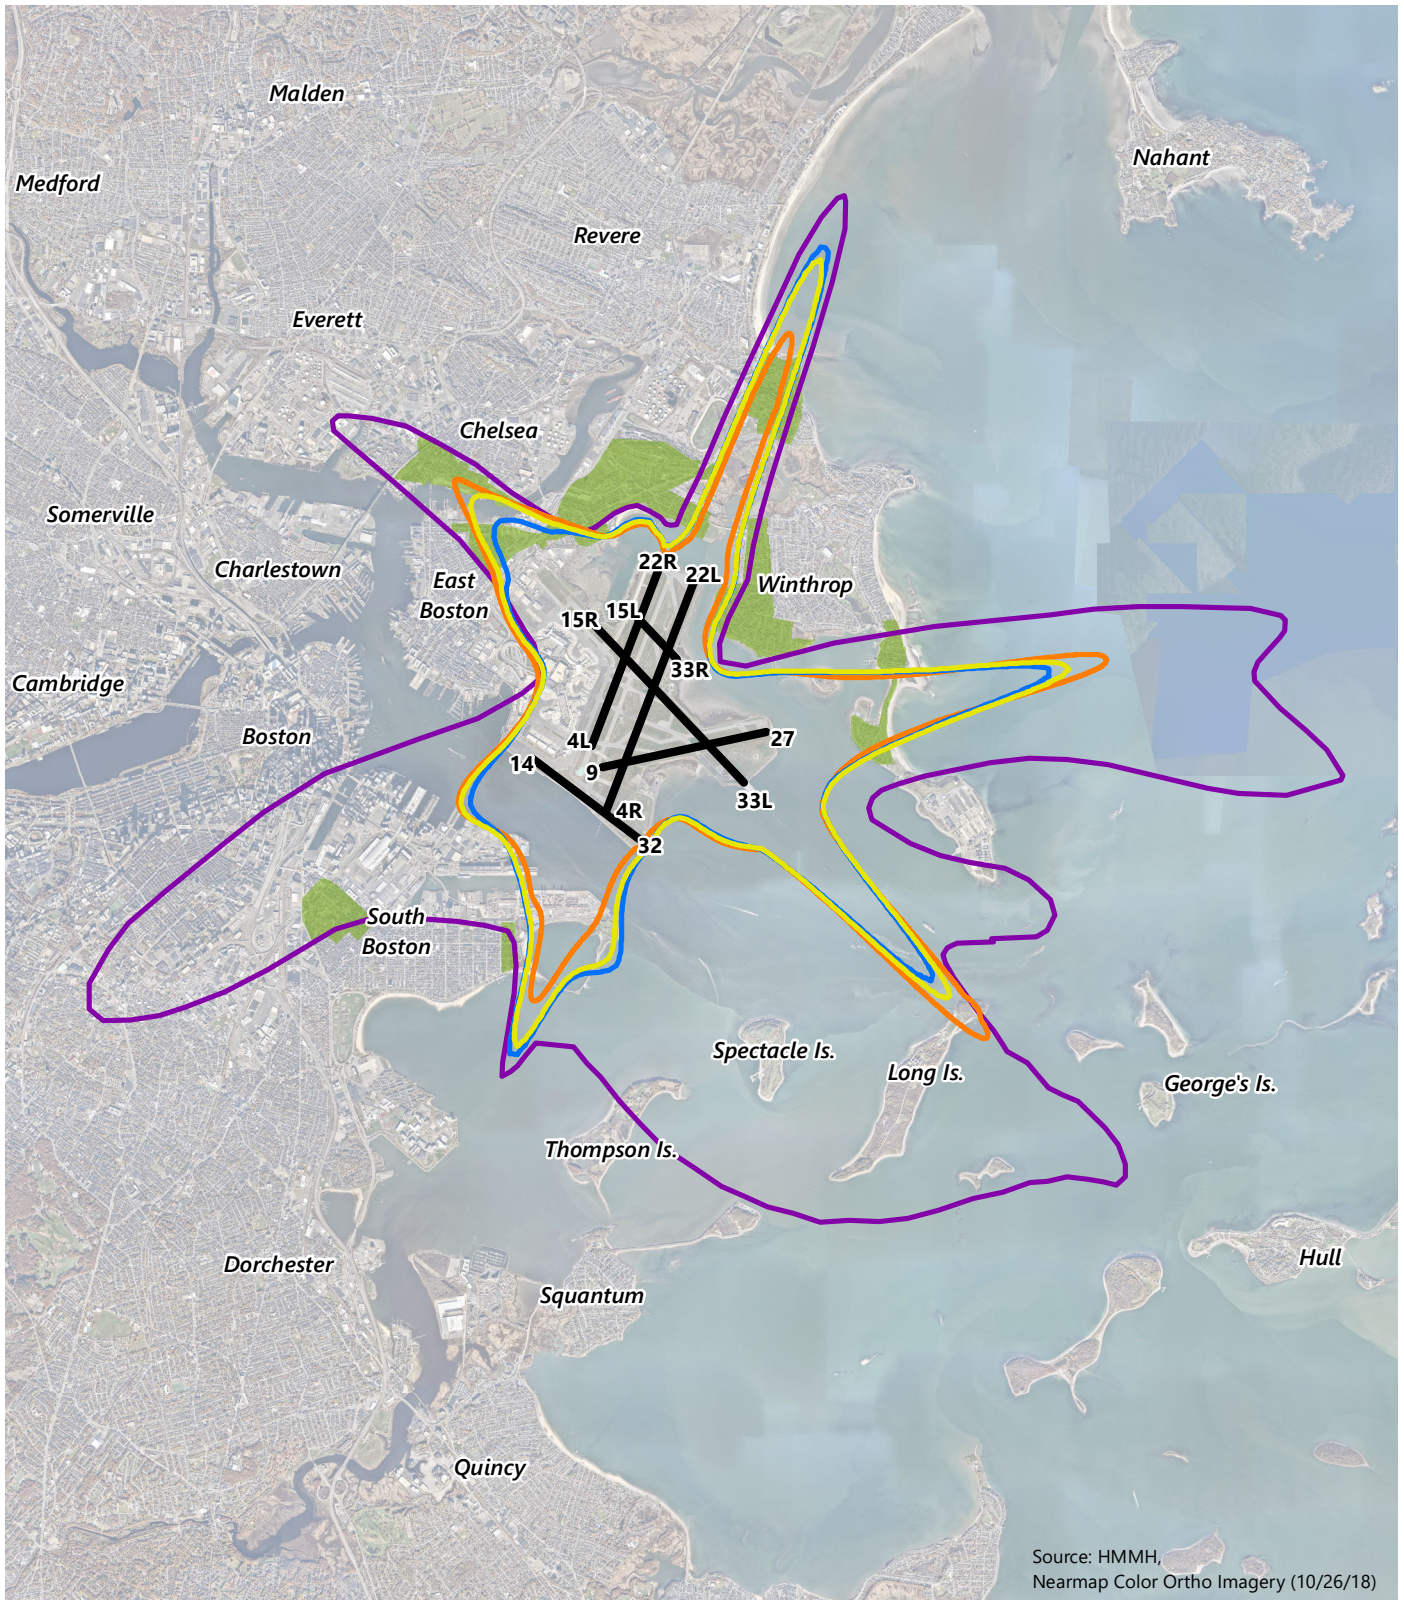 Malden
Nahant
Medford
Revere
Everett
Chelsea
Somerville
Charlestown
22R
22L
East
Boston
Winthrop
15R
15L
33R
Cambridge
Boston
4L
27
14
9
33L
4R
32
South
Boston
Spectacle Is.
Long Is.
George's Is.
Thompson Is.
Dorchester
Hull
Squantum
Quincy
Source: HMMH,
Nearmap Color Ortho Imagery (10/26/18)